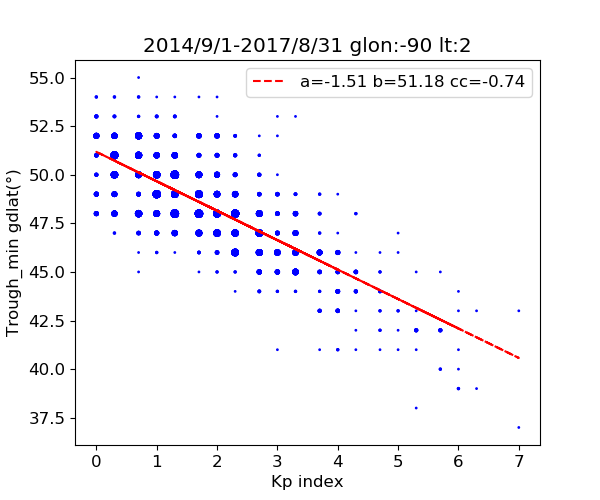 2014/9/1-2017/8/31 glon:-90 lt:2
a=-1.51 b=51.18 cc=-0.74
Trough_min gdlat(°)
55.0
52.5
50.0
47.5
45.0
42.5
40.0
37.5
0 1 2 3 4 5 6 7
Kp index